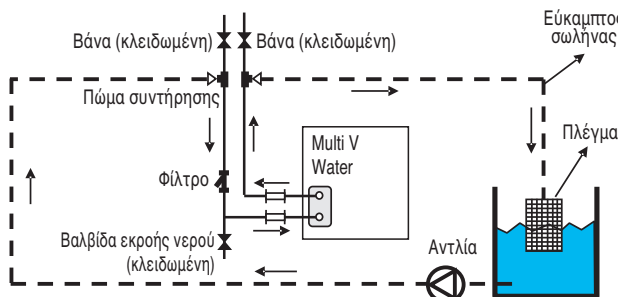 Βάνα (κλειδωμένη)
Βάνα (κλειδωμένη)
Εύκαμπτος
σωλήνας
Πώμα συντήρησης
Multi V
Water
Πλέγμα
Φίλτρο
Βαλβίδα εκροής νερού
(κλειδωμένη)
Αντλία